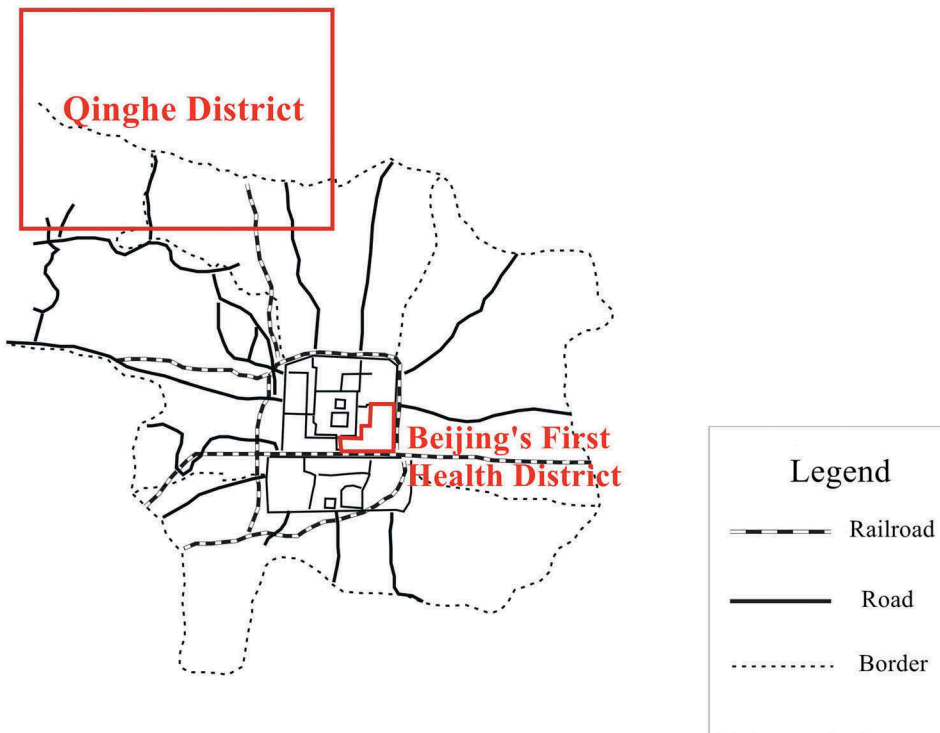 Qinghe District
Beijing's First
Health District
Legend
Railroad
Road
Border